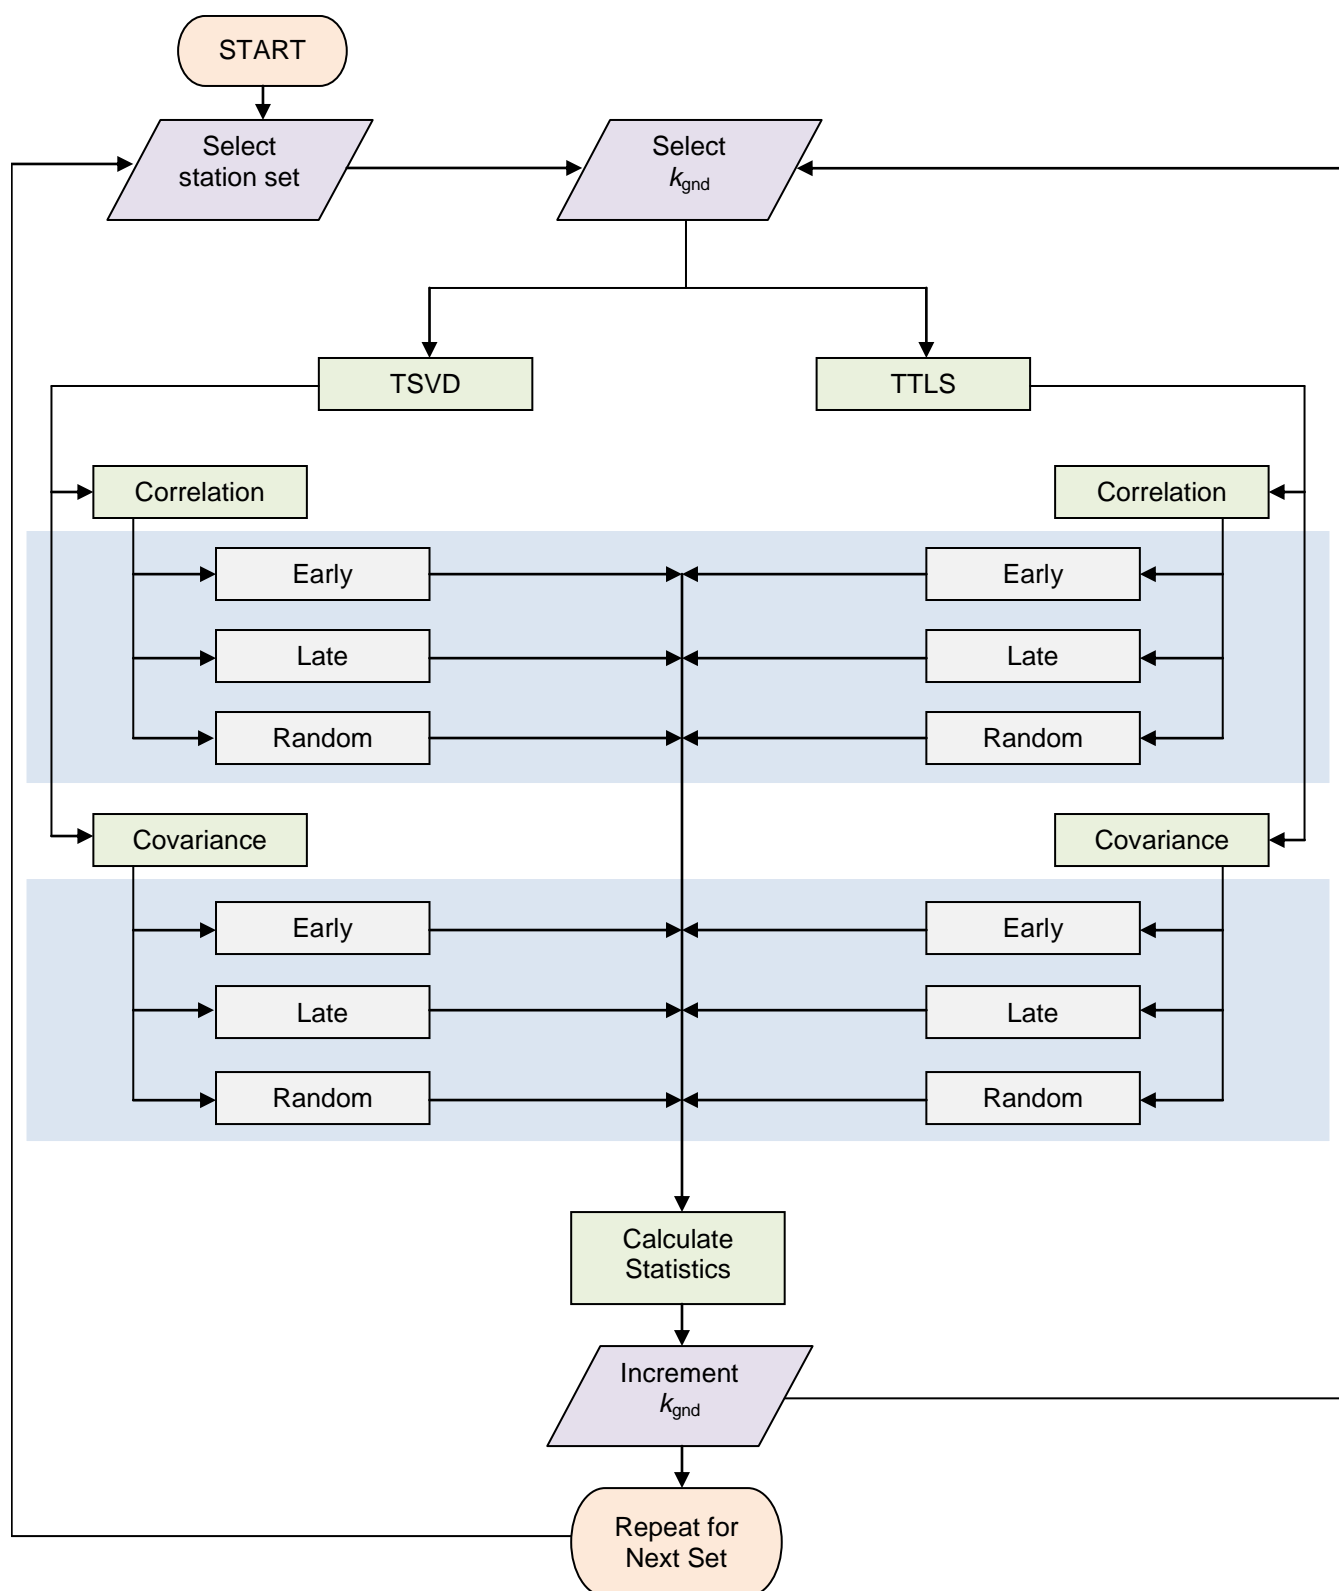 START
Select
station set
Select
kgnd
TSVD
TTLS
Correlation
Correlation
Early
Early
Late
Late
Random
Random
Covariance
Covariance
Early
Early
Late
Late
Random
Random
Calculate
Statistics
Increment
kgnd
Repeat for
Next Set